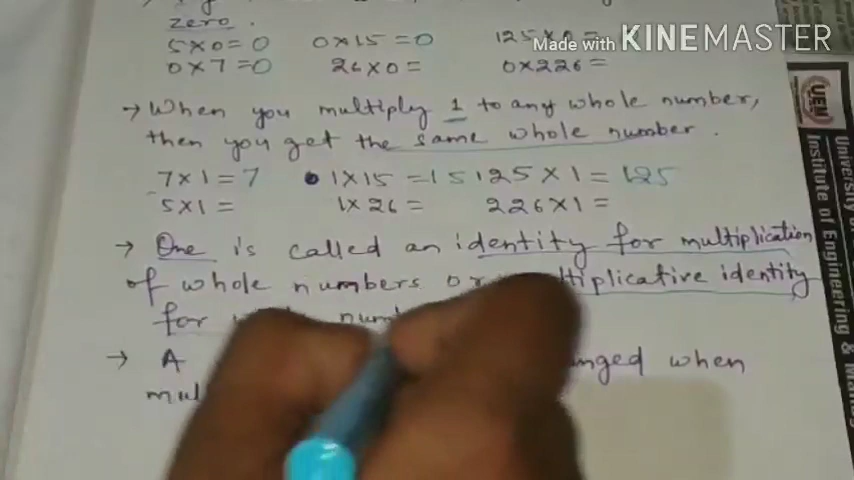 zero.
5 x 0 = 0 0 x 15 = 0 125 x 0 =
0 x 7 = 0 26 x 0 = 0 x 226 =
Made with KINEMASTER
→ When you multiply 1 to any whole number,
then you get the same whole number.
7 x 1 = 7 1 x 15 = 15 125 x 1 = 125
5 x 1 = 1 x 26 = 226 x 1 =
→ One is called an identity for multiplication
of whole numbers or multiplicative identity
for
→ A when
UEM
University of
Institute of Engineering &